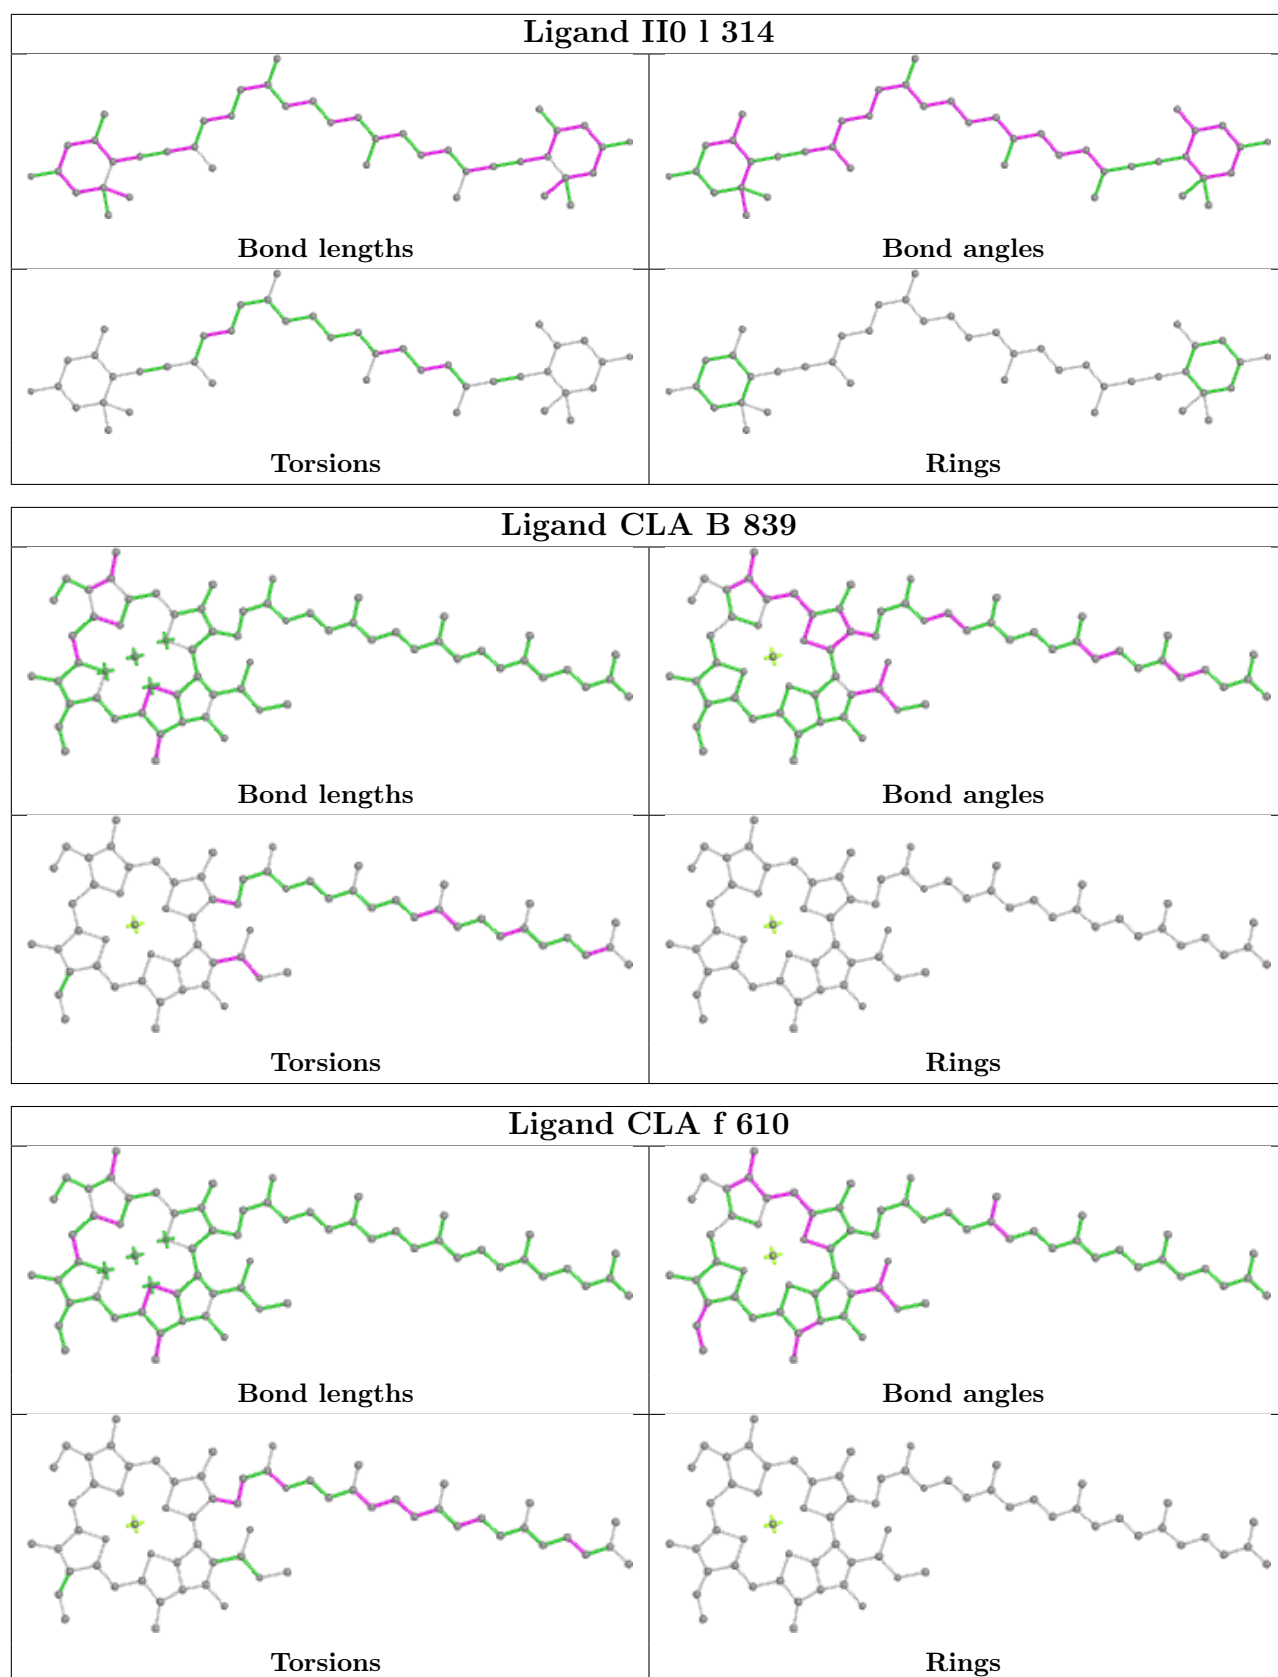 Ligand II0 l 314
Bond lengths
Bond angles
Torsions
Rings
Ligand CLA B 839
Bond lengths
Bond angles
Torsions
Rings
Ligand CLA f 610
Bond lengths
Bond angles
Torsions
Rings